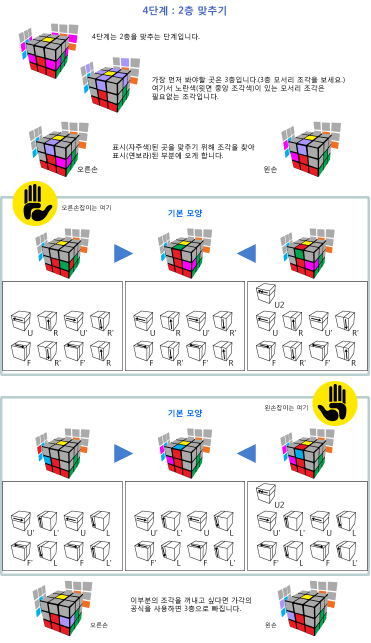 4단계 : 2층 맞추기
4단계는 2층을 맞추는 단계입니다.
가장 먼저 봐야할 곳은 3층입니다.(3층 모서리 조각을 보세요.)
여기서 노란색(윗면 중앙 조각색)이 있는 모서리 조각은
필요없는 조각입니다.
표시(자주색)된 곳을 맞추기 위해 조각을 찾아
표시(연보라)된 부분에 오게 합니다.
오른손
왼손
오른손잡이는 여기
기본 모양
U2
U R U' R'
U R U' R'
U R U' R'
F R' F' R
F R' F' R
F R' F' R
왼손잡이는 여기
기본 모양
U2
U' L' U L
U' L' U L
U' L' U L
F' L F L'
F' L F L'
F' L F L'
이부분의 조각을 꺼내고 싶다면 각각의
공식을 사용하면 3층으로 빠집니다.
오른손
왼손